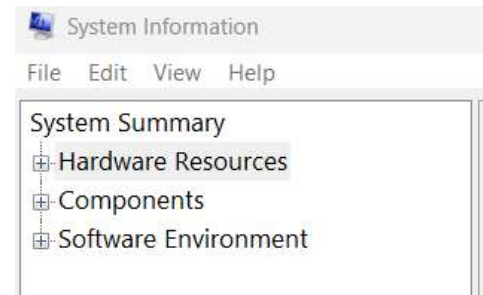 System Information
File Edit View Help
System Summary
Hardware Resources
Components
Software Environment